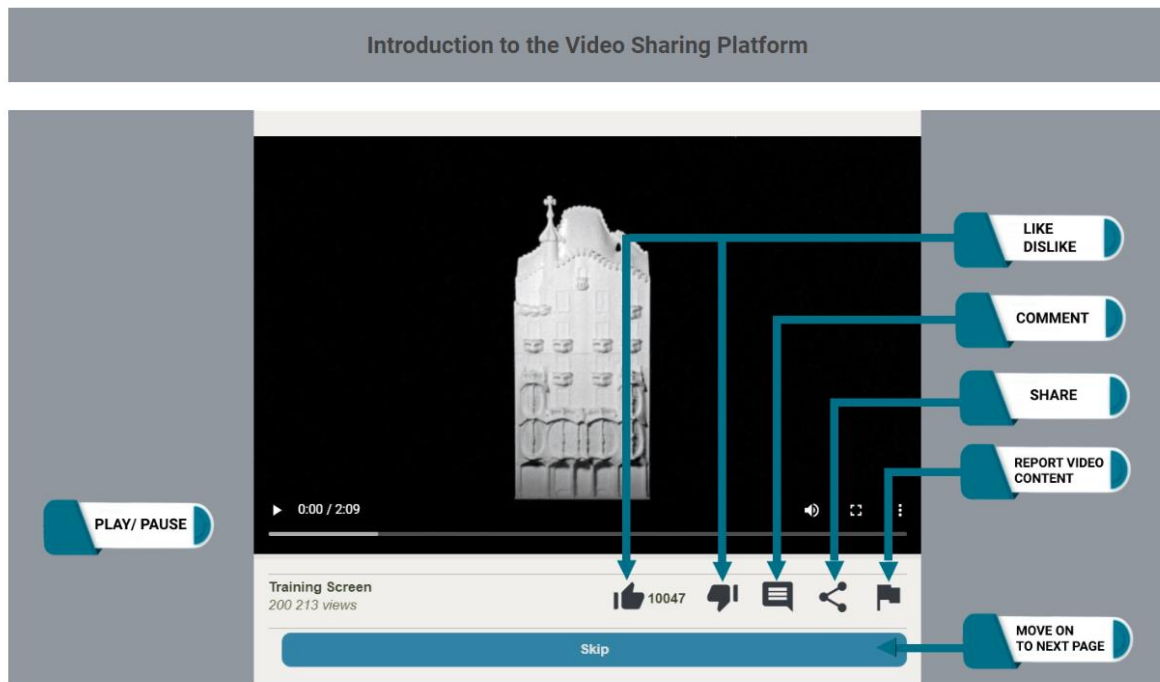 Introduction to the Video Sharing Platform
LIKE
DISLIKE
COMMENT
SHARE
REPORT VIDEO
CONTENT
PLAY/ PAUSE
0:00 / 2:09
Training Screen
200 213 views
10047
Skip
MOVE ON
TO NEXT PAGE